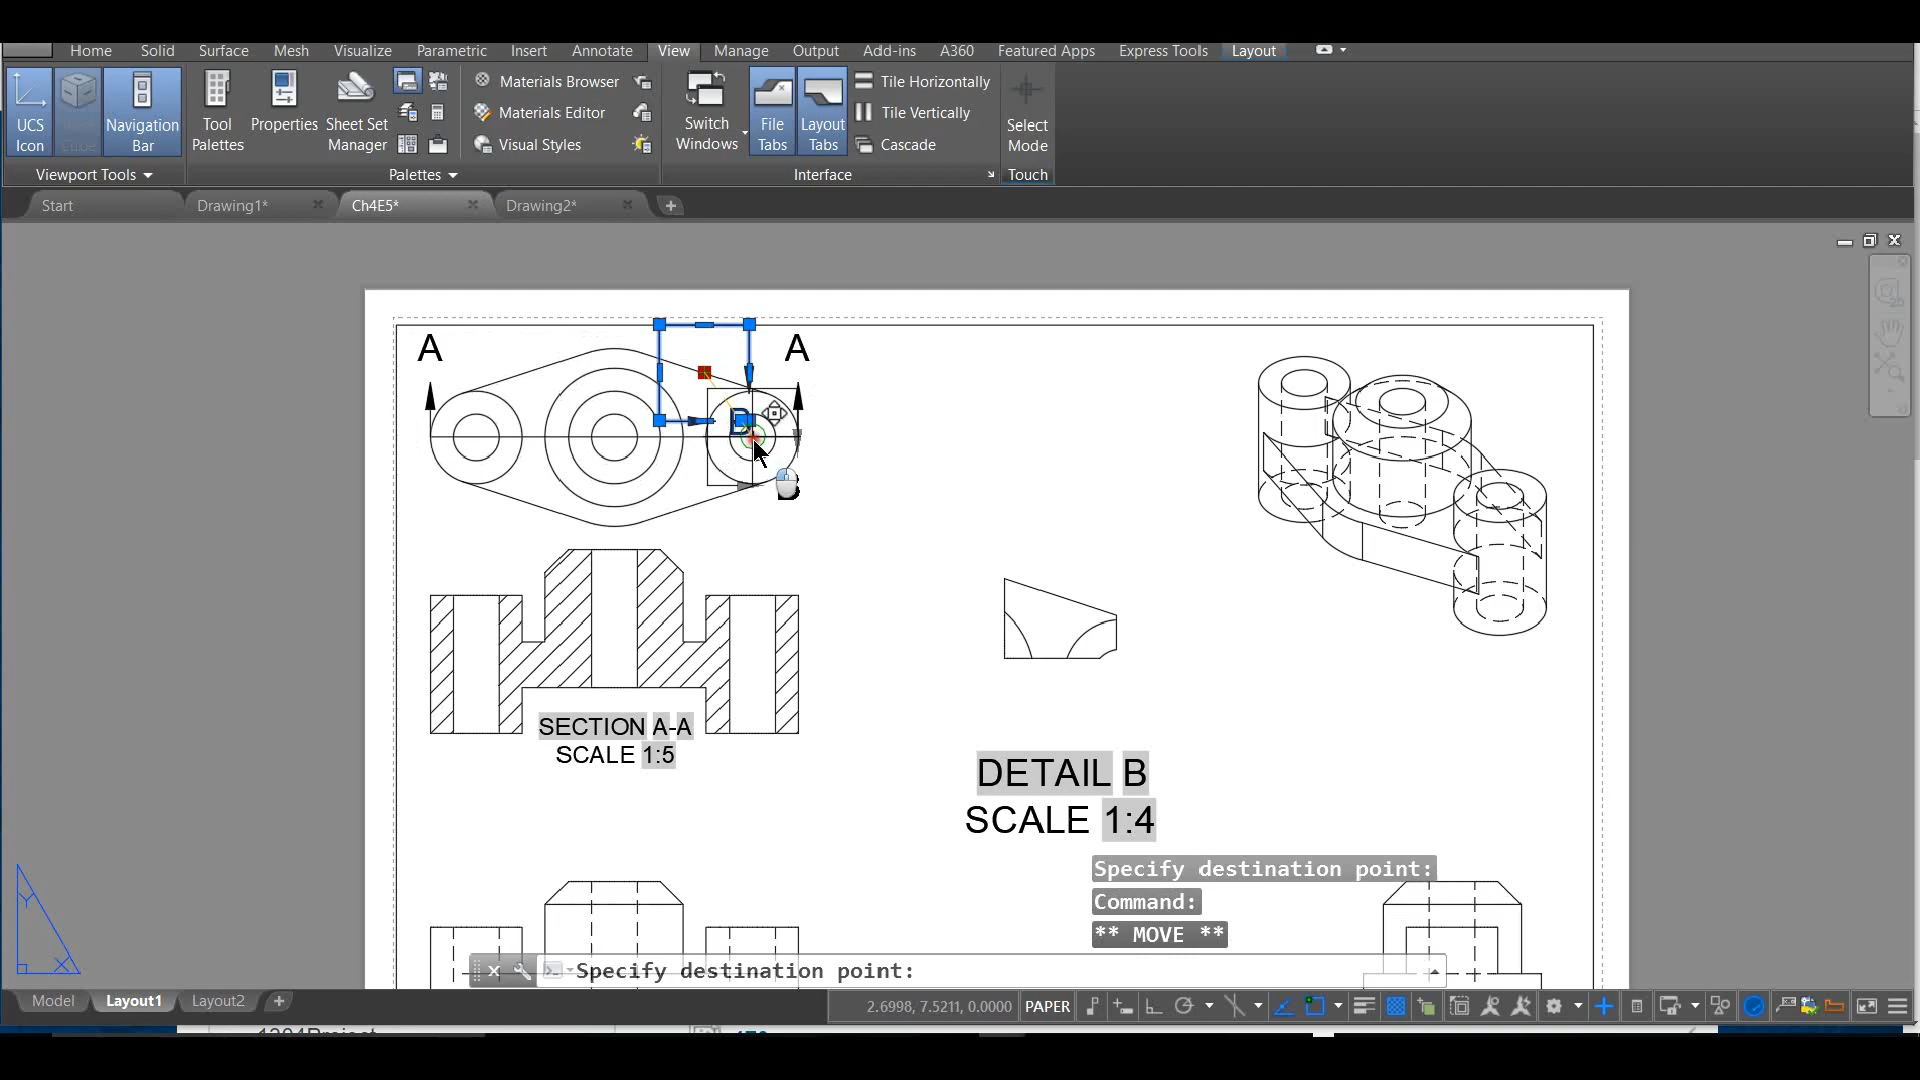 Home Solid Surface Mesh Visualize Parametric Insert Annotate View Manage Output Add-ins A360 Featured Apps Express Tools Layout
UCS Icon
Navigation Bar
Tool Palettes
Properties
Sheet Set Manager
Materials Browser
Materials Editor
Visual Styles
Switch Windows
File Tabs
Layout Tabs
Tile Horizontally
Tile Vertically
Cascade
Select Mode
Viewport Tools
Palettes
Interface
Touch
Start
Drawing1*
Ch4E5*
Drawing2*
A
A
SECTION A-A
SCALE 1:5
DETAIL B
SCALE 1:4
Specify destination point:
Command:
** MOVE **
Specify destination point:
Y
X
Model
Layout1
Layout2
2.6998, 7.5211, 0.0000
PAPER